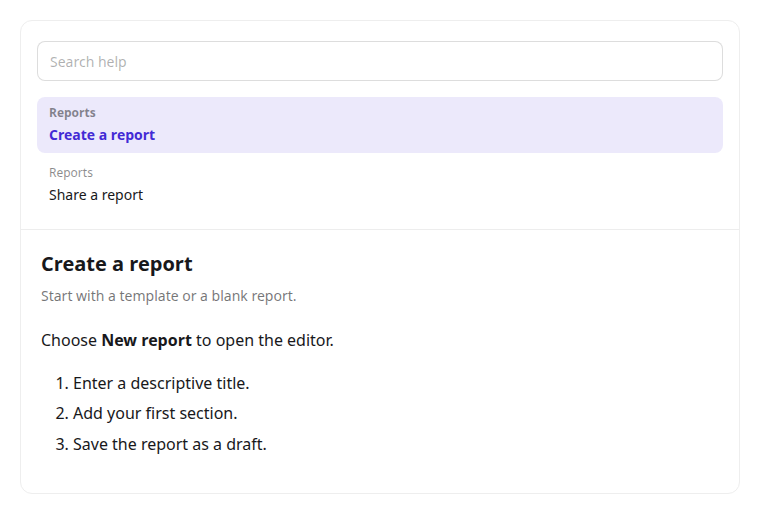 Search help
Reports
Create a report
Reports
Share a report
Create a report
Start with a template or a blank report.
Choose New report to open the editor.
1. Enter a descriptive title.
2. Add your first section.
3. Save the report as a draft.